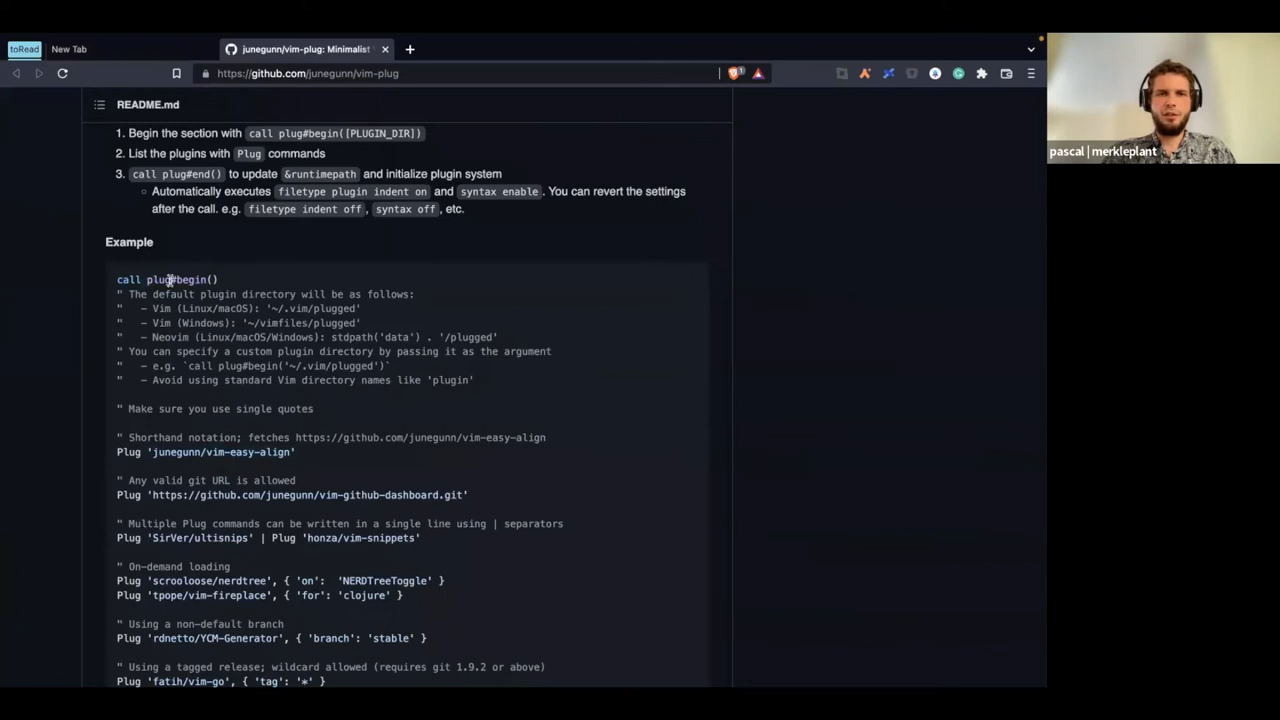 toRead
New Tab
junegunn/vim-plug: Minimalist
https://github.com/junegunn/vim-plug
1
README.md
pascal | merkleplant
1. Begin the section with call plug#begin([PLUGIN_DIR])
2. List the plugins with Plug commands
3. call plug#end() to update &runtimepath and initialize plugin system
Automatically executes filetype plugin indent on and syntax enable. You can revert the settings
after the call. e.g. filetype indent off, syntax off, etc.
Example
call plug#begin()
" The default plugin directory will be as follows:
"   - Vim (Linux/macOS): '~/.vim/plugged'
"   - Vim (Windows): '~/vimfiles/plugged'
"   - Neovim (Linux/macOS/Windows): stdpath('data') . '/plugged'
" You can specify a custom plugin directory by passing it as the argument
"   - e.g. `call plug#begin('~/.vim/plugged')`
"   - Avoid using standard Vim directory names like 'plugin'
" Make sure you use single quotes
" Shorthand notation; fetches https://github.com/junegunn/vim-easy-align
Plug 'junegunn/vim-easy-align'
" Any valid git URL is allowed
Plug 'https://github.com/junegunn/vim-github-dashboard.git'
" Multiple Plug commands can be written in a single line using | separators
Plug 'SirVer/ultisnips' | Plug 'honza/vim-snippets'
" On-demand loading
Plug 'scrooloose/nerdtree', { 'on':  'NERDTreeToggle' }
Plug 'tpope/vim-fireplace', { 'for': 'clojure' }
" Using a non-default branch
Plug 'rdnetto/YCM-Generator', { 'branch': 'stable' }
" Using a tagged release; wildcard allowed (requires git 1.9.2 or above)
Plug 'fatih/vim-go', { 'tag': '*' }